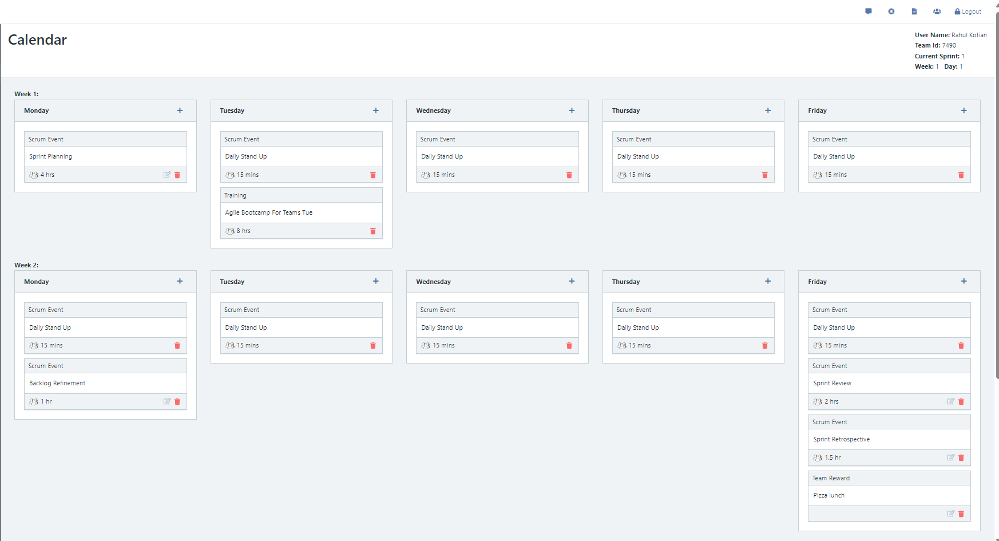 Logout
Calendar
User Name: Rahul Kotian
Team Id: 7490
Current Sprint: 1
Week: 1 Day: 1
Week 1:
Monday
Scrum Event
Sprint Planning
4 hrs
Tuesday
Scrum Event
Daily Stand Up
15 mins
Training
Agile Bootcamp For Teams Tue
8 hrs
Wednesday
Scrum Event
Daily Stand Up
15 mins
Thursday
Scrum Event
Daily Stand Up
15 mins
Friday
Scrum Event
Daily Stand Up
15 mins
Week 2:
Monday
Scrum Event
Daily Stand Up
15 mins
Scrum Event
Backlog Refinement
1 hr
Tuesday
Scrum Event
Daily Stand Up
15 mins
Wednesday
Scrum Event
Daily Stand Up
15 mins
Thursday
Scrum Event
Daily Stand Up
15 mins
Friday
Scrum Event
Daily Stand Up
15 mins
Scrum Event
Sprint Review
2 hrs
Scrum Event
Sprint Retrospective
1.5 hr
Team Reward
Pizza lunch